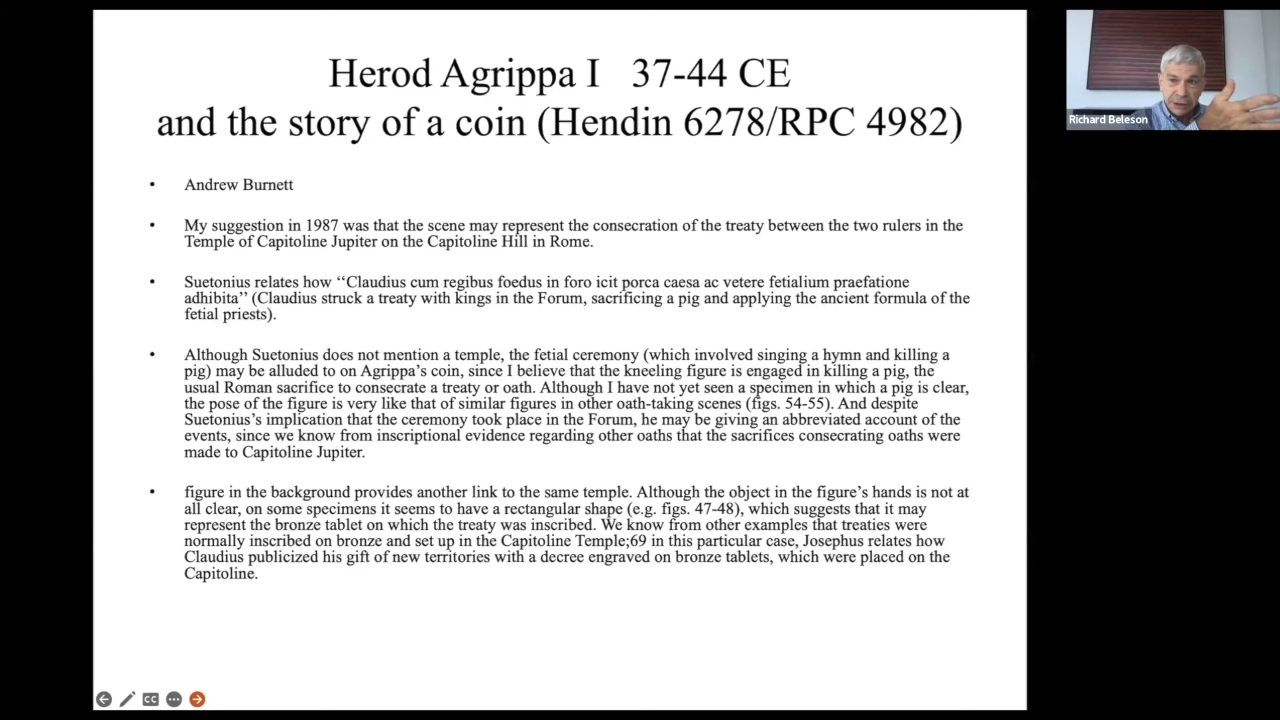 Herod Agrippa I 37-44 CE
and the story of a coin (Hendin 6278/RPC 4982)
• Andrew Burnett
• My suggestion in 1987 was that the scene may represent the consecration of the treaty between the two rulers in the
Temple of Capitoline Jupiter on the Capitoline Hill in Rome.
• Suetonius relates how ‘‘Claudius cum regibus foedus in foro icit porca caesa ac vetere fetialium praefatione
adhibita’’ (Claudius struck a treaty with kings in the Forum, sacrificing a pig and applying the ancient formula of the
fetial priests).
• Although Suetonius does not mention a temple, the fetial ceremony (which involved singing a hymn and killing a
pig) may be alluded to on Agrippa’s coin, since I believe that the kneeling figure is engaged in killing a pig, the
usual Roman sacrifice to consecrate a treaty or oath. Although I have not yet seen a specimen in which a pig is clear,
the pose of the figure is very like that of similar figures in other oath-taking scenes (figs. 54-55). And despite
Suetonius’s implication that the ceremony took place in the Forum, he may be giving an abbreviated account of the
events, since we know from inscriptional evidence regarding other oaths that the sacrifices consecrating oaths were
made to Capitoline Jupiter.
• figure in the background provides another link to the same temple. Although the object in the figure’s hands is not at
all clear, on some specimens it seems to have a rectangular shape (e.g. figs. 47-48), which suggests that it may
represent the bronze tablet on which the treaty was inscribed. We know from other examples that treaties were
normally inscribed on bronze and set up in the Capitoline Temple;69 in this particular case, Josephus relates how
Claudius publicized his gift of new territories with a decree engraved on bronze tablets, which were placed on the
Capitoline.
CC
Richard Beleson